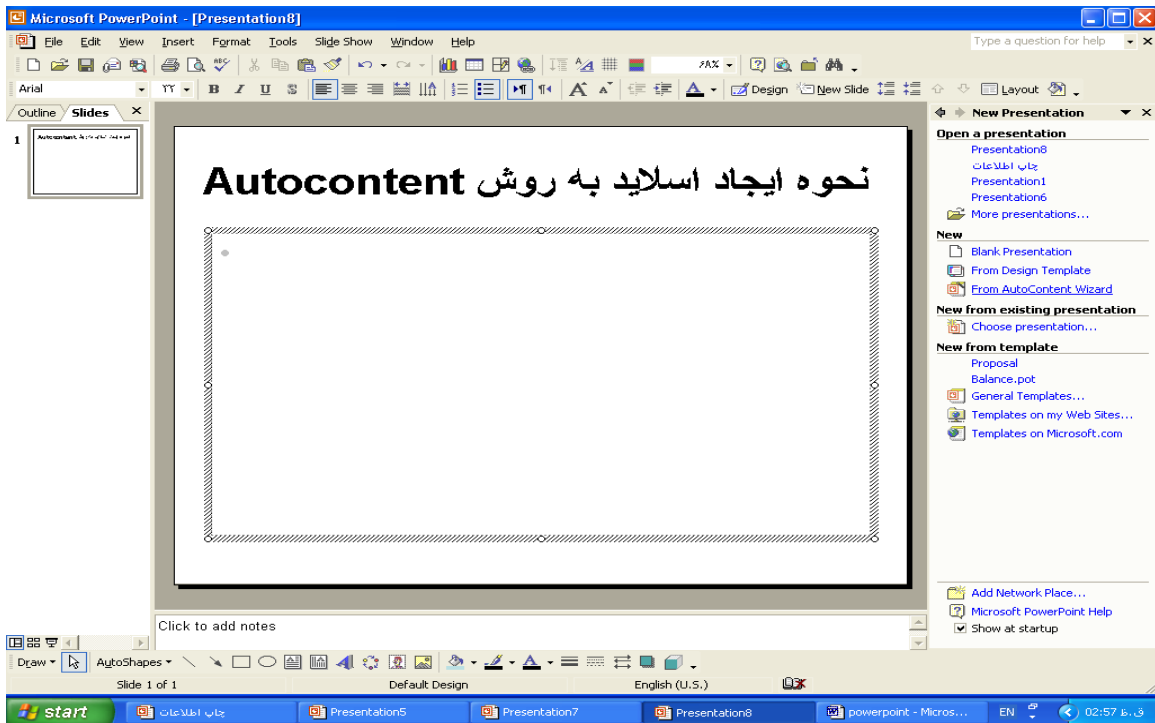 Microsoft PowerPoint - [Presentation8]
File Edit View Insert Format Tools Slide Show Window Help Type a question for help
Arial ۲۲ B I U S Design New Slide Layout
Outline Slides New Presentation
1
نحوه ایجاد اسلاید به روش Autocontent
Open a presentation
Presentation8
چاپ اطلاعات
Presentation1
Presentation6
More presentations...
New
Blank Presentation
From Design Template
From AutoContent Wizard
New from existing presentation
Choose presentation...
New from template
Proposal
Balance.pot
General Templates...
Templates on my Web Sites...
Templates on Microsoft.com
Add Network Place...
Microsoft PowerPoint Help
Show at startup
Click to add notes
Draw AutoShapes
Slide 1 of 1 Default Design English (U.S.)
start چاپ اطلاعات Presentation5 Presentation7 Presentation8 powerpoint - Micros... EN 02:57 ق.ظ